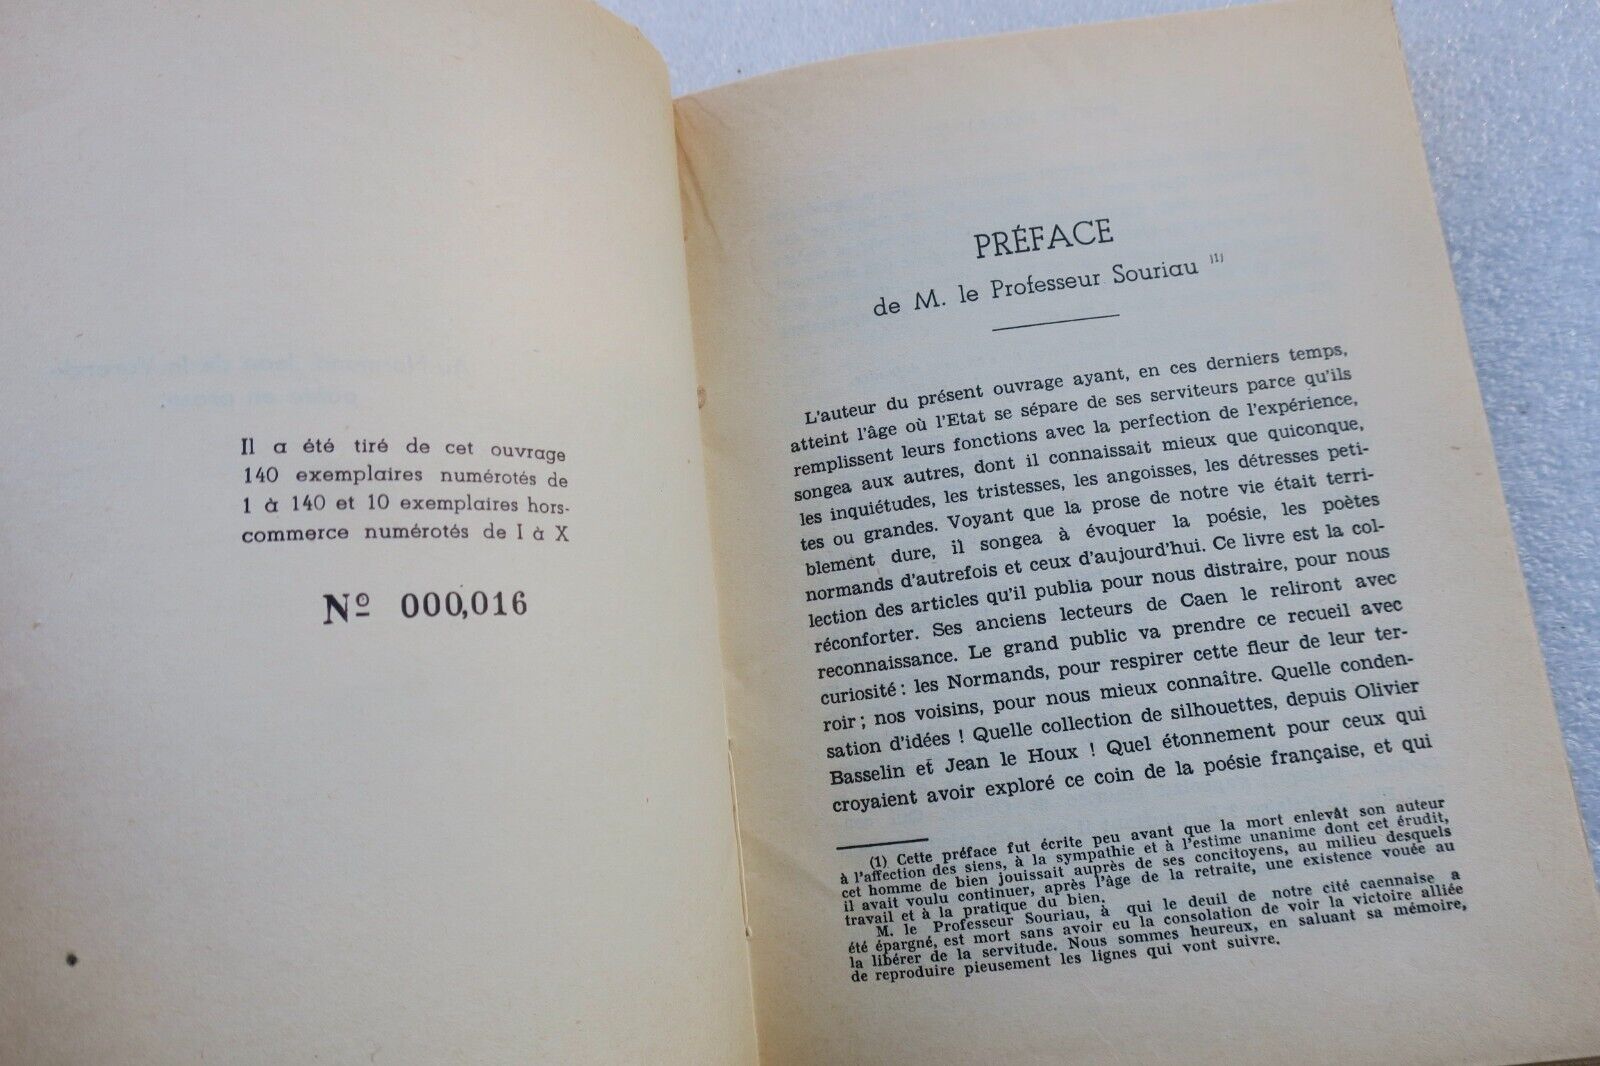 Il a été tiré de cet ouvrage
140 exemplaires numérotés de
1 à 140 et 10 exemplaires hors-
commerce numérotés de I à X
Nº 000,016
PRÉFACE
de M. le Professeur Souriau (1)
L'auteur du présent ouvrage ayant, en ces derniers temps,
atteint l'âge où l'Etat se sépare de ses serviteurs parce qu'ils
remplissent leurs fonctions avec la perfection de l'expérience,
songea aux autres, dont il connaissait mieux que quiconque,
les inquiétudes, les tristesses, les angoisses, les détresses peti-
tes ou grandes. Voyant que la prose de notre vie était terri-
blement dure, il songea à évoquer la poésie, les poètes
normands d'autrefois et ceux d'aujourd'hui. Ce livre est la col-
lection des articles qu'il publia pour nous distraire, pour nous
réconforter. Ses anciens lecteurs de Caen le reliront avec
reconnaissance. Le grand public va prendre ce recueil avec
curiosité : les Normands, pour respirer cette fleur de leur ter-
roir ; nos voisins, pour nous mieux connaître. Quelle conden-
sation d'idées ! Quelle collection de silhouettes, depuis Olivier
Basselin et Jean le Houx ! Quel étonnement pour ceux qui
croyaient avoir exploré ce coin de la poésie française, et qui
(1) Cette préface fut écrite peu avant que la mort enlevât son auteur
à l'affection des siens, à la sympathie et à l'estime unanime dont cet érudit,
cet homme de bien jouissait auprès de ses concitoyens, au milieu desquels
il avait voulu continuer, après l'âge de la retraite, une existence vouée au
travail et à la pratique du bien.
M. le Professeur Souriau, à qui le deuil de notre cité caennaise a
été épargné, est mort sans avoir eu la consolation de voir la victoire alliée
la libérer de la servitude. Nous sommes heureux, en saluant sa mémoire,
de reproduire pieusement les lignes qui vont suivre.